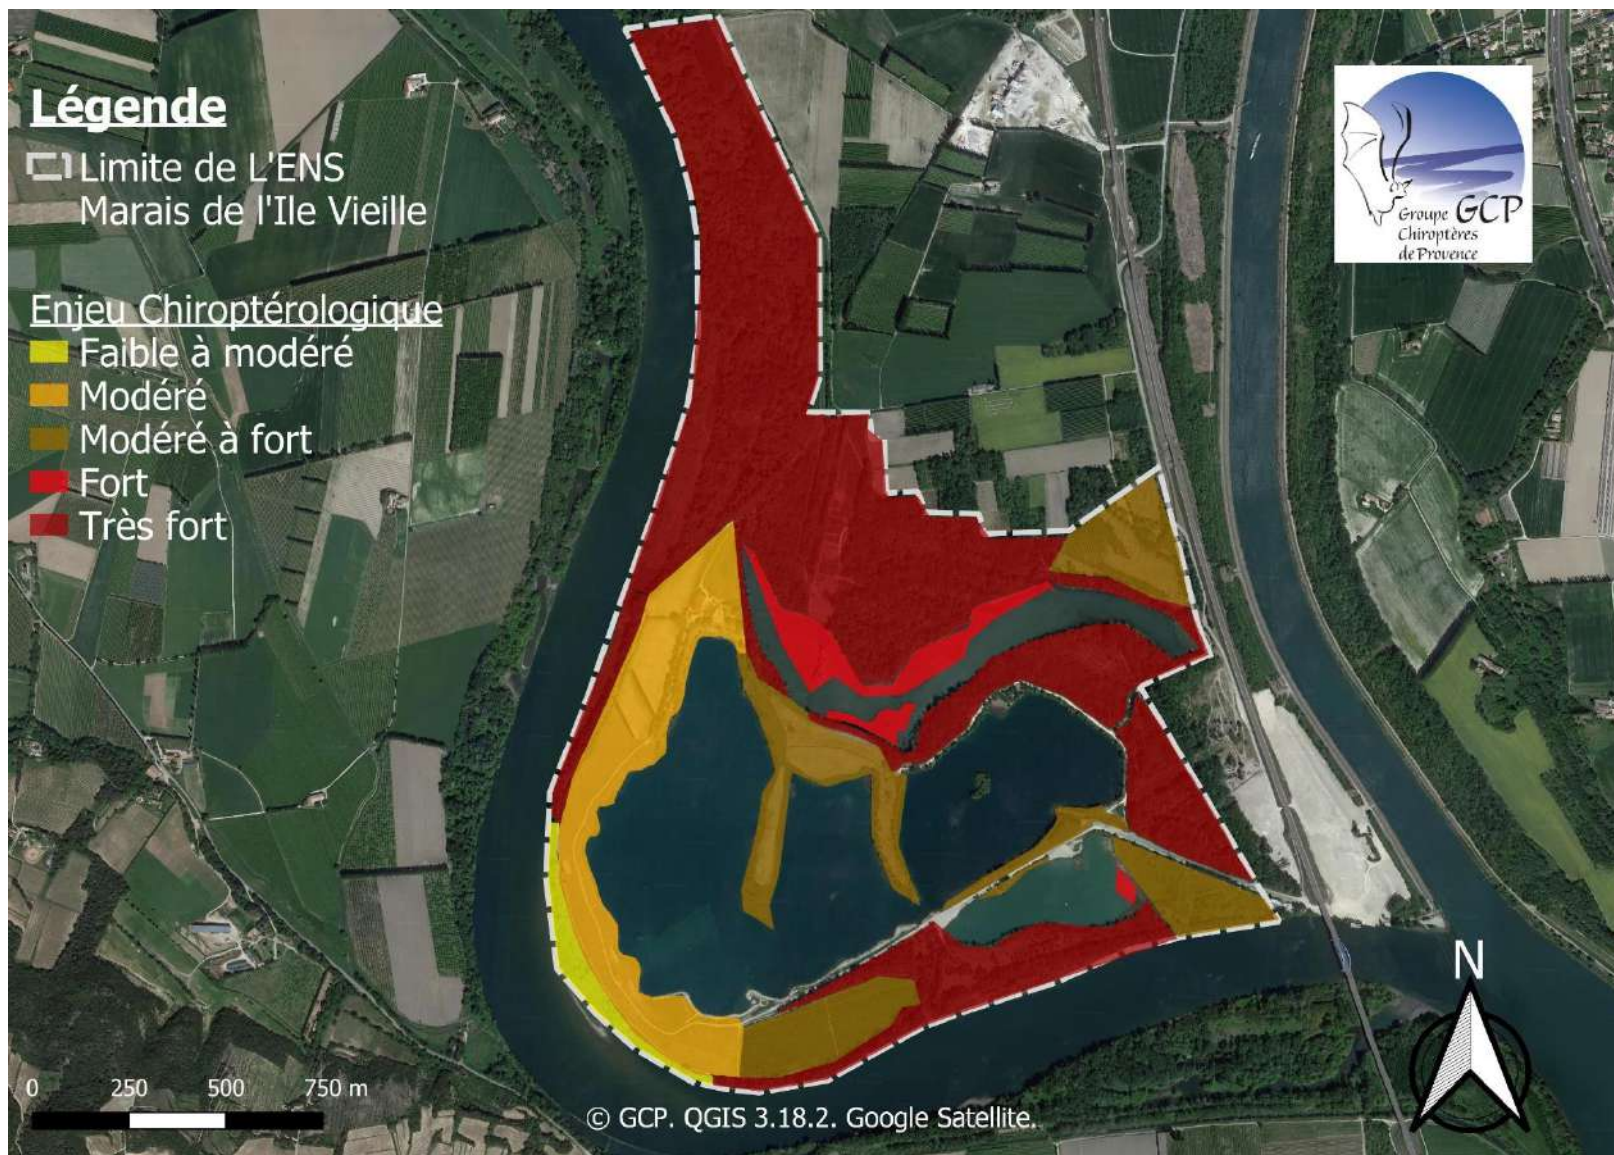 Légende
Limite de L'ENS
Marais de l'Ile Vieille
Enjeu Chiroptérologique
Faible à modéré
Modéré
Modéré à fort
Fort
Très fort
Groupe GCP
Chiroptères
de Provence
N
0 250 500 750 m
© GCP. QGIS 3.18.2. Google Satellite.